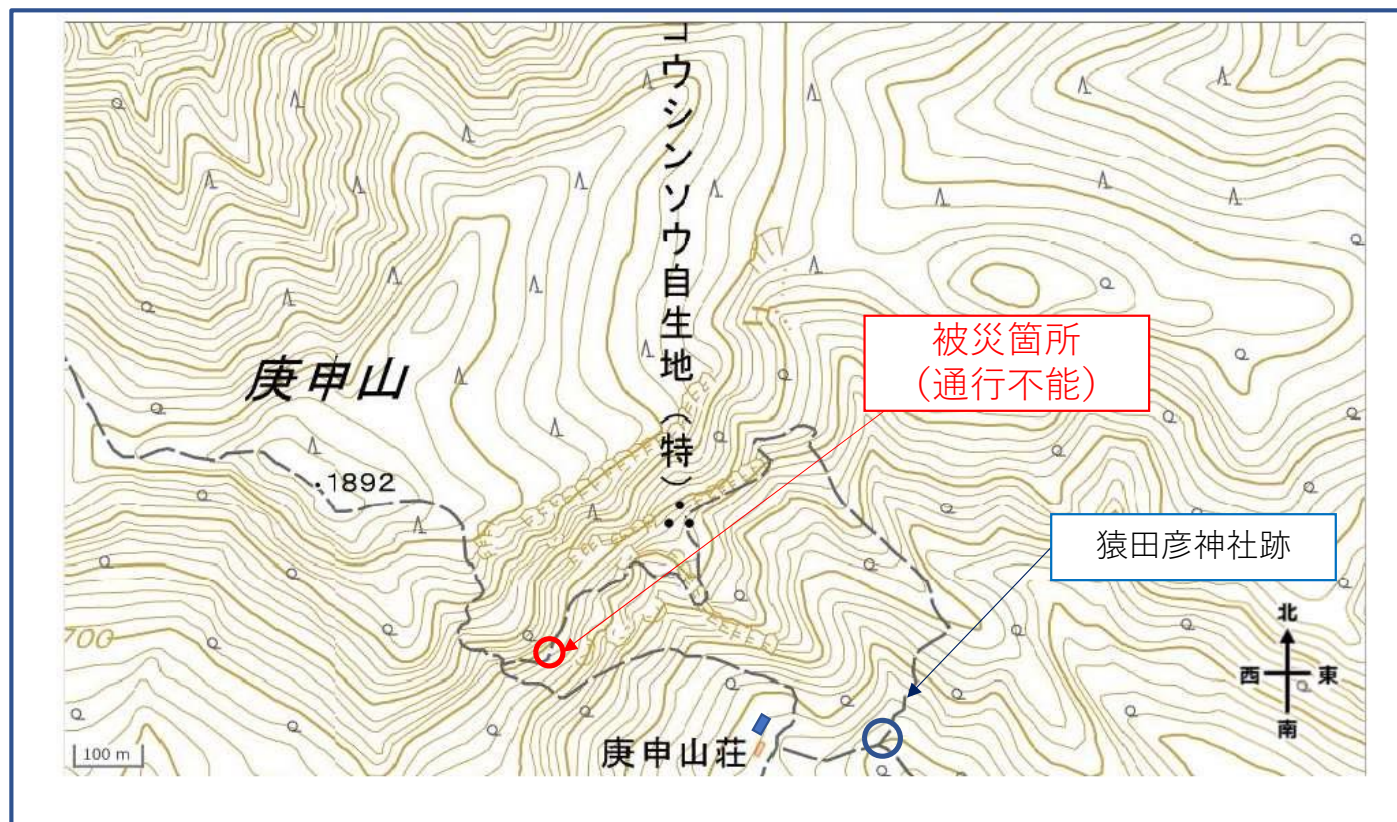 コウシンソウ自生地（特）
被災箇所
（通行不能）
庚申山
1892
猿田彦神社跡
北
西
東
南
700
庚申山荘
100 m